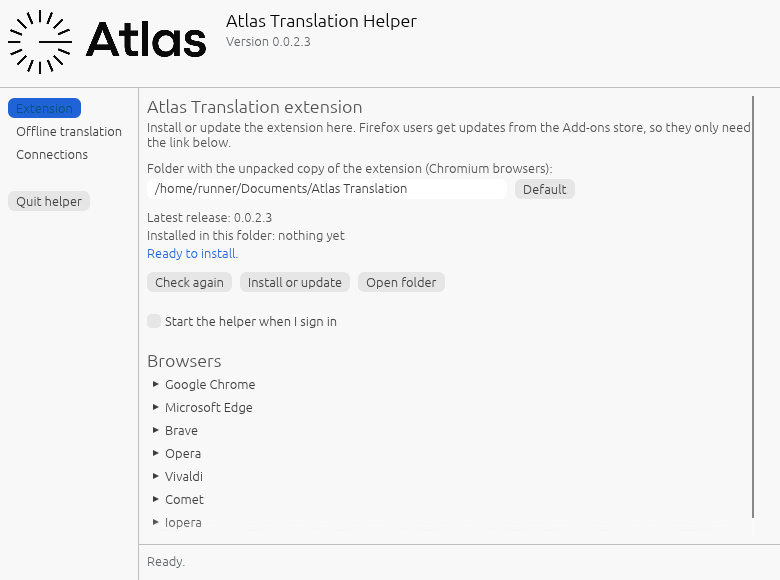 Atlas
Atlas Translation Helper
Version 0.0.2.3
Extension
Offline translation
Connections
Quit helper
Atlas Translation extension
Install or update the extension here. Firefox users get updates from the Add-ons store, so they only need
the link below.
Folder with the unpacked copy of the extension (Chromium browsers):
/home/runner/Documents/Atlas Translation
Default
Latest release: 0.0.2.3
Installed in this folder: nothing yet
Ready to install.
Check again
Install or update
Open folder
Start the helper when I sign in
Browsers
Google Chrome
Microsoft Edge
Brave
Opera
Vivaldi
Comet
Iopera
Ready.